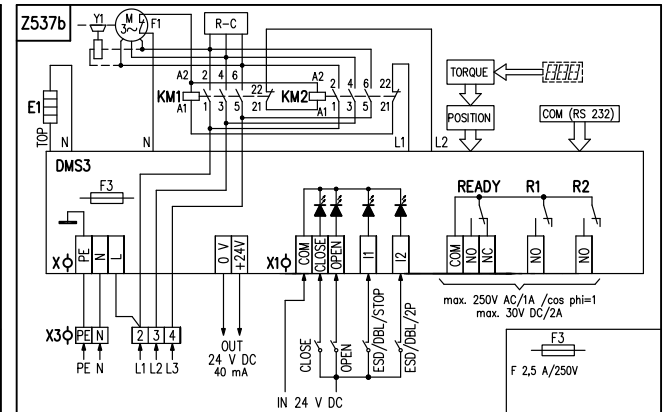 Z537b
Y1
M
3~
F1
R-C
A2 2 4 6
KM1
A1 1 3 5
22
21
A2
KM2
A1
2 4 6
1 3 5
22
21
TORQUE
POSITION
COM (RS 232)
E1
TOP
N
N
L1
L2
DMS3
F3
READY R1 R2
X
PE N L
0 V
+24V
X1
COM
CLOSE
OPEN
I1
I2
COM
NO
NC
NO
NO
max. 250V AC/1A /cos phi=1
max. 30V DC/2A
X3
PE N
2 3 4
PE N L1 L2 L3
OUT
24 V DC
40 mA
CLOSE
OPEN
ESD/DBL/STOP
ESD/DBL/2P
IN 24 V DC
F3
F 2,5 A/250V